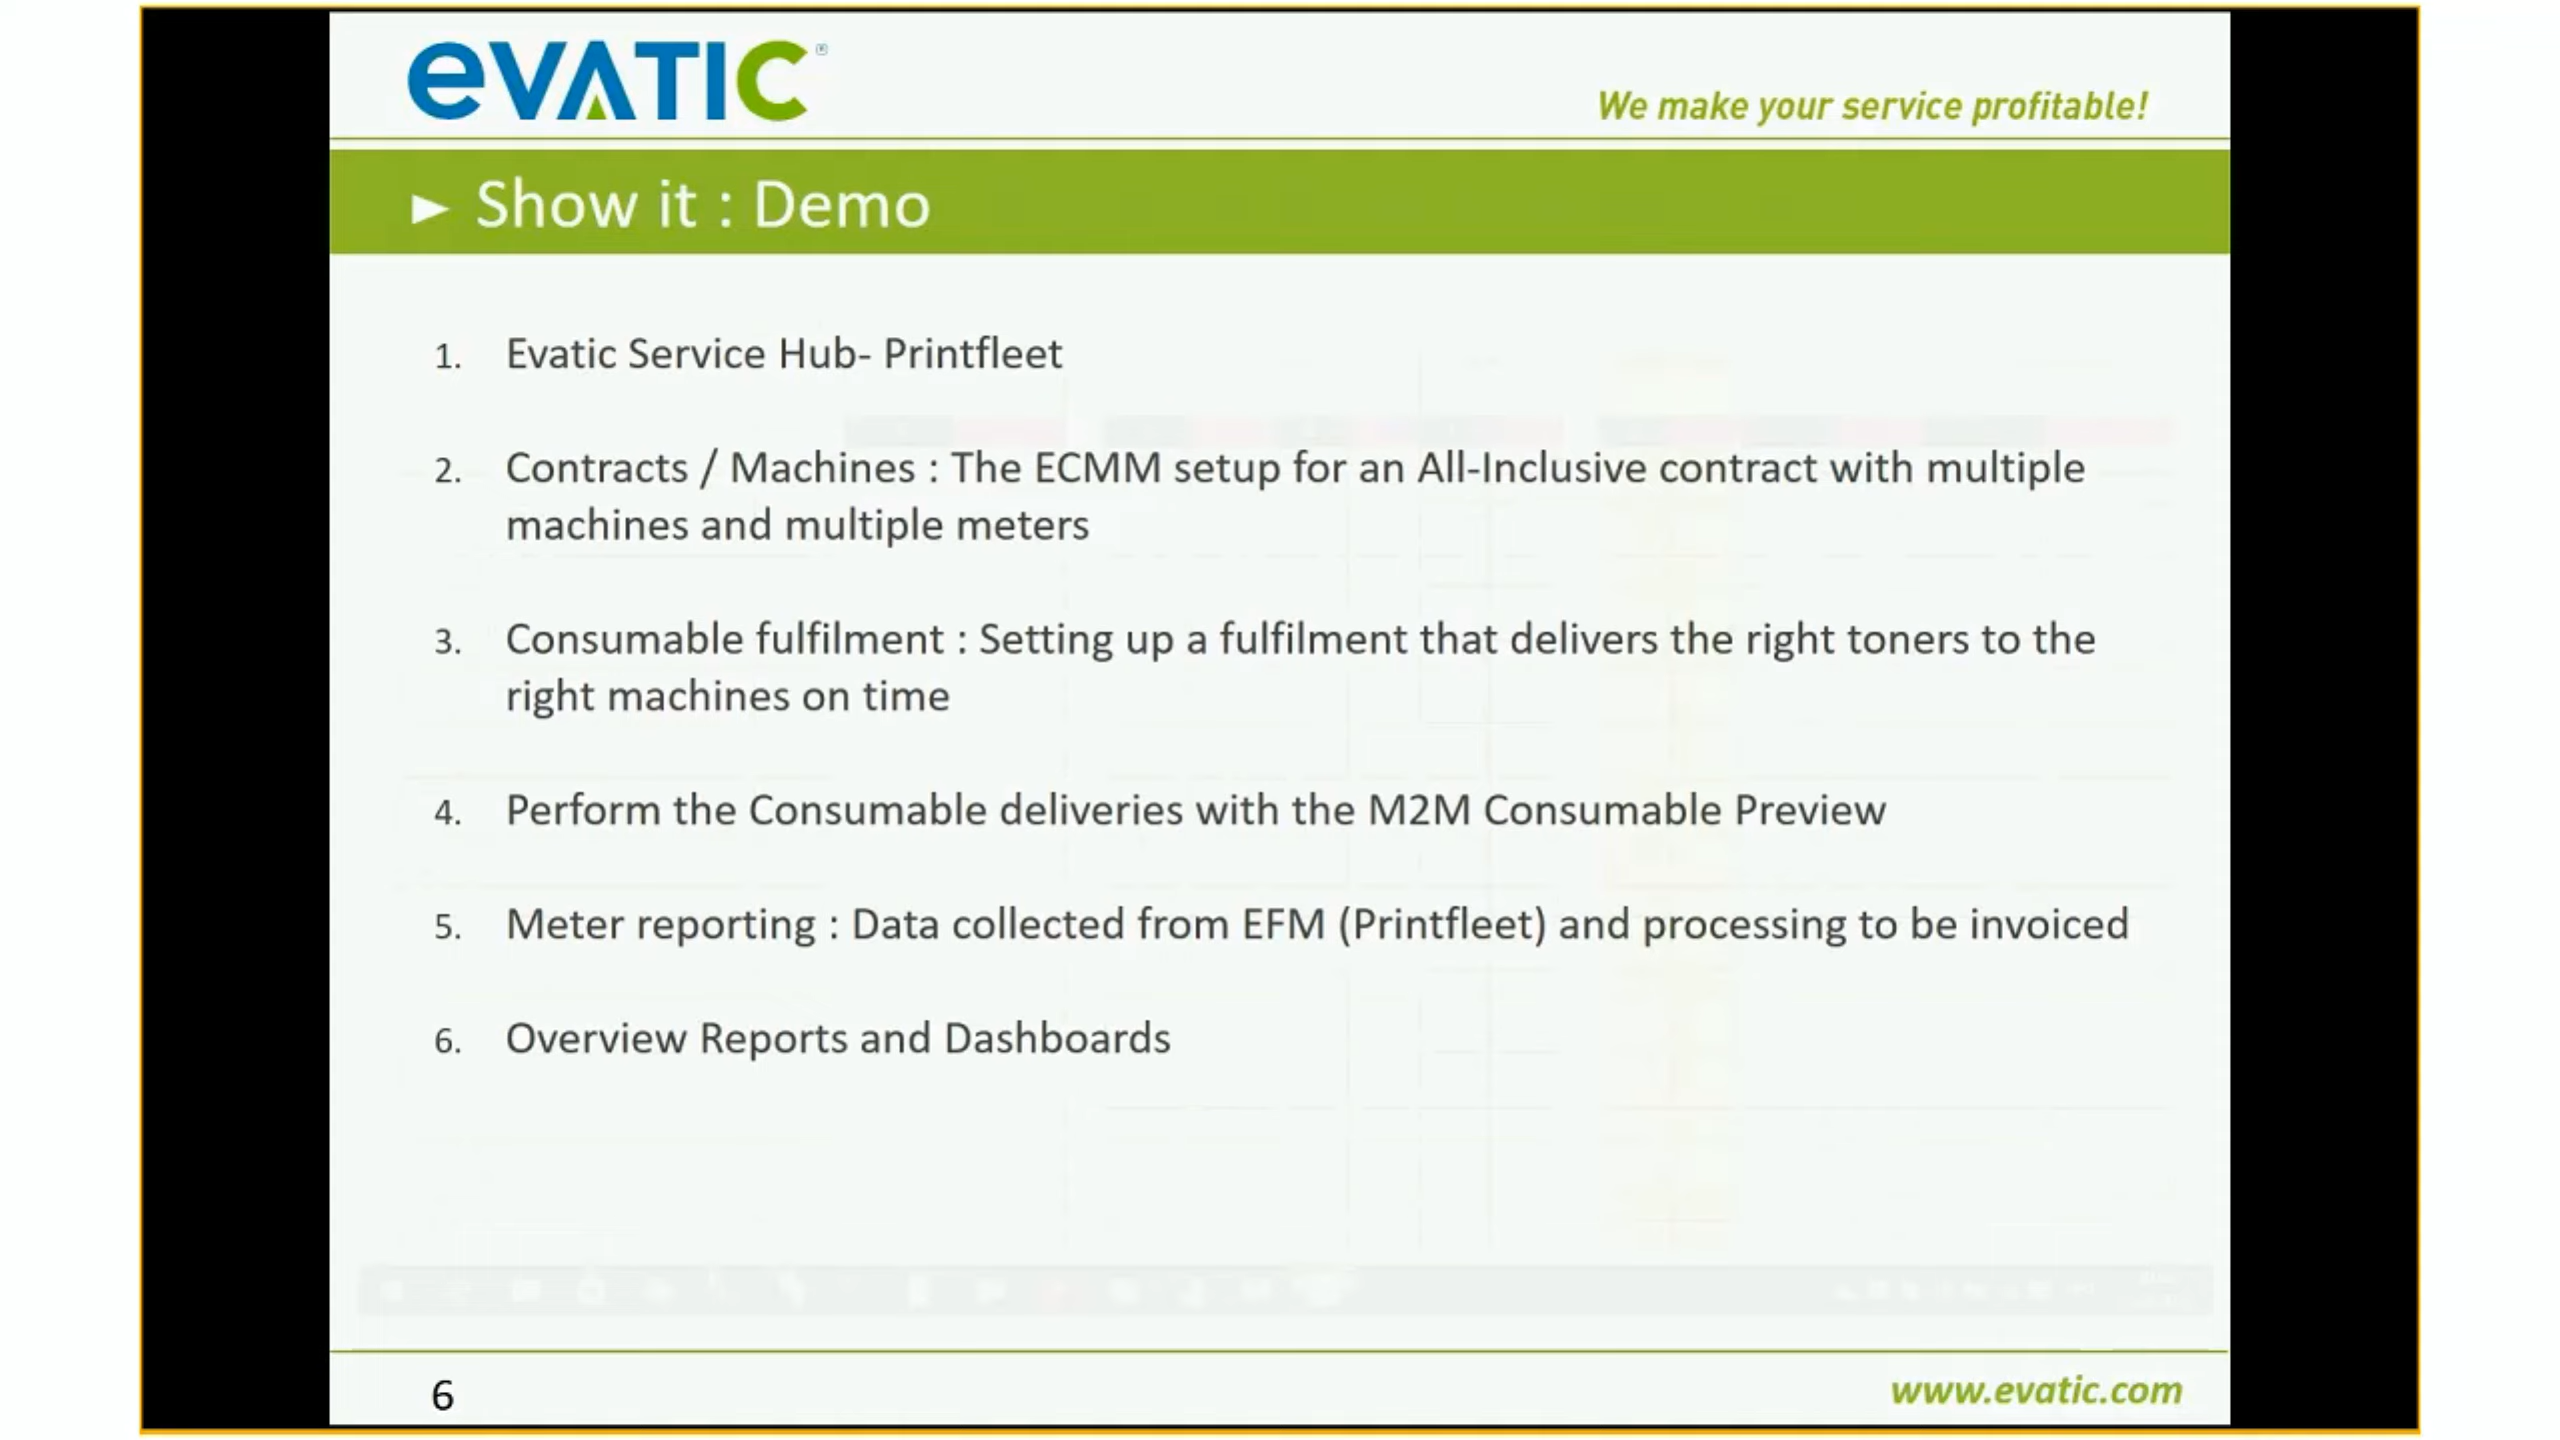 eVATIC®
We make your service profitable!
► Show it : Demo
1. Evatic Service Hub- Printfleet
2. Contracts / Machines : The ECMM setup for an All-Inclusive contract with multiple
machines and multiple meters
3. Consumable fulfilment : Setting up a fulfilment that delivers the right toners to the
right machines on time
4. Perform the Consumable deliveries with the M2M Consumable Preview
5. Meter reporting : Data collected from EFM (Printfleet) and processing to be invoiced
6. Overview Reports and Dashboards
6
www.evatic.com